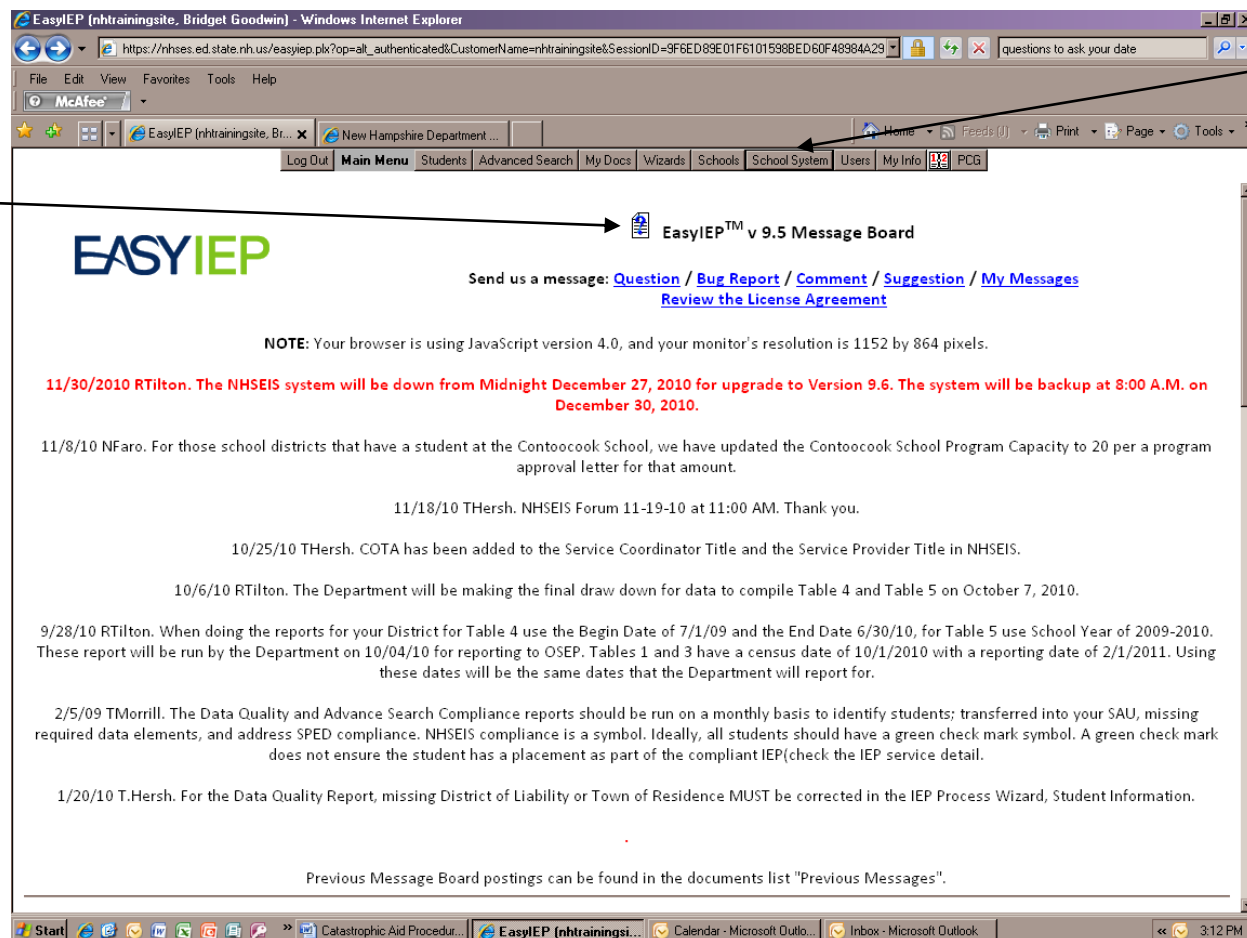 EasyIEP (nhtrainingsite, Bridget Goodwin) - Windows Internet Explorer
https://nhses.ed.state.nh.us/easyiep.plx?op=alt_authenticated&CustomerName=nhtrainingsite&SessionID=9F6ED89E01F6101598BED60F48984A29
questions to ask your date
File Edit View Favorites Tools Help
McAfee
EasyIEP (nhtrainingsite, Br... New Hampshire Department ... Home Feeds (J) Print Page Tools
Log Out Main Menu Students Advanced Search My Docs Wizards Schools School System Users My Info PCG
EASYIEP
EasyIEP™ v 9.5 Message Board
Send us a message: Question / Bug Report / Comment / Suggestion / My Messages
Review the License Agreement
NOTE: Your browser is using JavaScript version 4.0, and your monitor's resolution is 1152 by 864 pixels.
11/30/2010 RTilton. The NHSEIS system will be down from Midnight December 27, 2010 for upgrade to Version 9.6. The system will be backup at 8:00 A.M. on
December 30, 2010.
11/8/10 NFaro. For those school districts that have a student at the Contoocook School, we have updated the Contoocook School Program Capacity to 20 per a program
approval letter for that amount.
11/18/10 THersh. NHSEIS Forum 11-19-10 at 11:00 AM. Thank you.
10/25/10 THersh. COTA has been added to the Service Coordinator Title and the Service Provider Title in NHSEIS.
10/6/10 RTilton. The Department will be making the final draw down for data to compile Table 4 and Table 5 on October 7, 2010.
9/28/10 RTilton. When doing the reports for your District for Table 4 use the Begin Date of 7/1/09 and the End Date 6/30/10, for Table 5 use School Year of 2009-2010.
These report will be run by the Department on 10/04/10 for reporting to OSEP. Tables 1 and 3 have a census date of 10/1/2010 with a reporting date of 2/1/2011. Using
these dates will be the same dates that the Department will report for.
2/5/09 TMorrill. The Data Quality and Advance Search Compliance reports should be run on a monthly basis to identify students; transferred into your SAU, missing
required data elements, and address SPED compliance. NHSEIS compliance is a symbol. Ideally, all students should have a green check mark symbol. A green check mark
does not ensure the student has a placement as part of the compliant IEP(check the IEP service detail.
1/20/10 T.Hersh. For the Data Quality Report, missing District of Liability or Town of Residence MUST be corrected in the IEP Process Wizard, Student Information.
.
Previous Message Board postings can be found in the documents list "Previous Messages".
Start Catastrophic Aid Procedur... EasyIEP (nhtrainingsi... Calendar - Microsoft Outlo... Inbox - Microsoft Outlook 3:12 PM